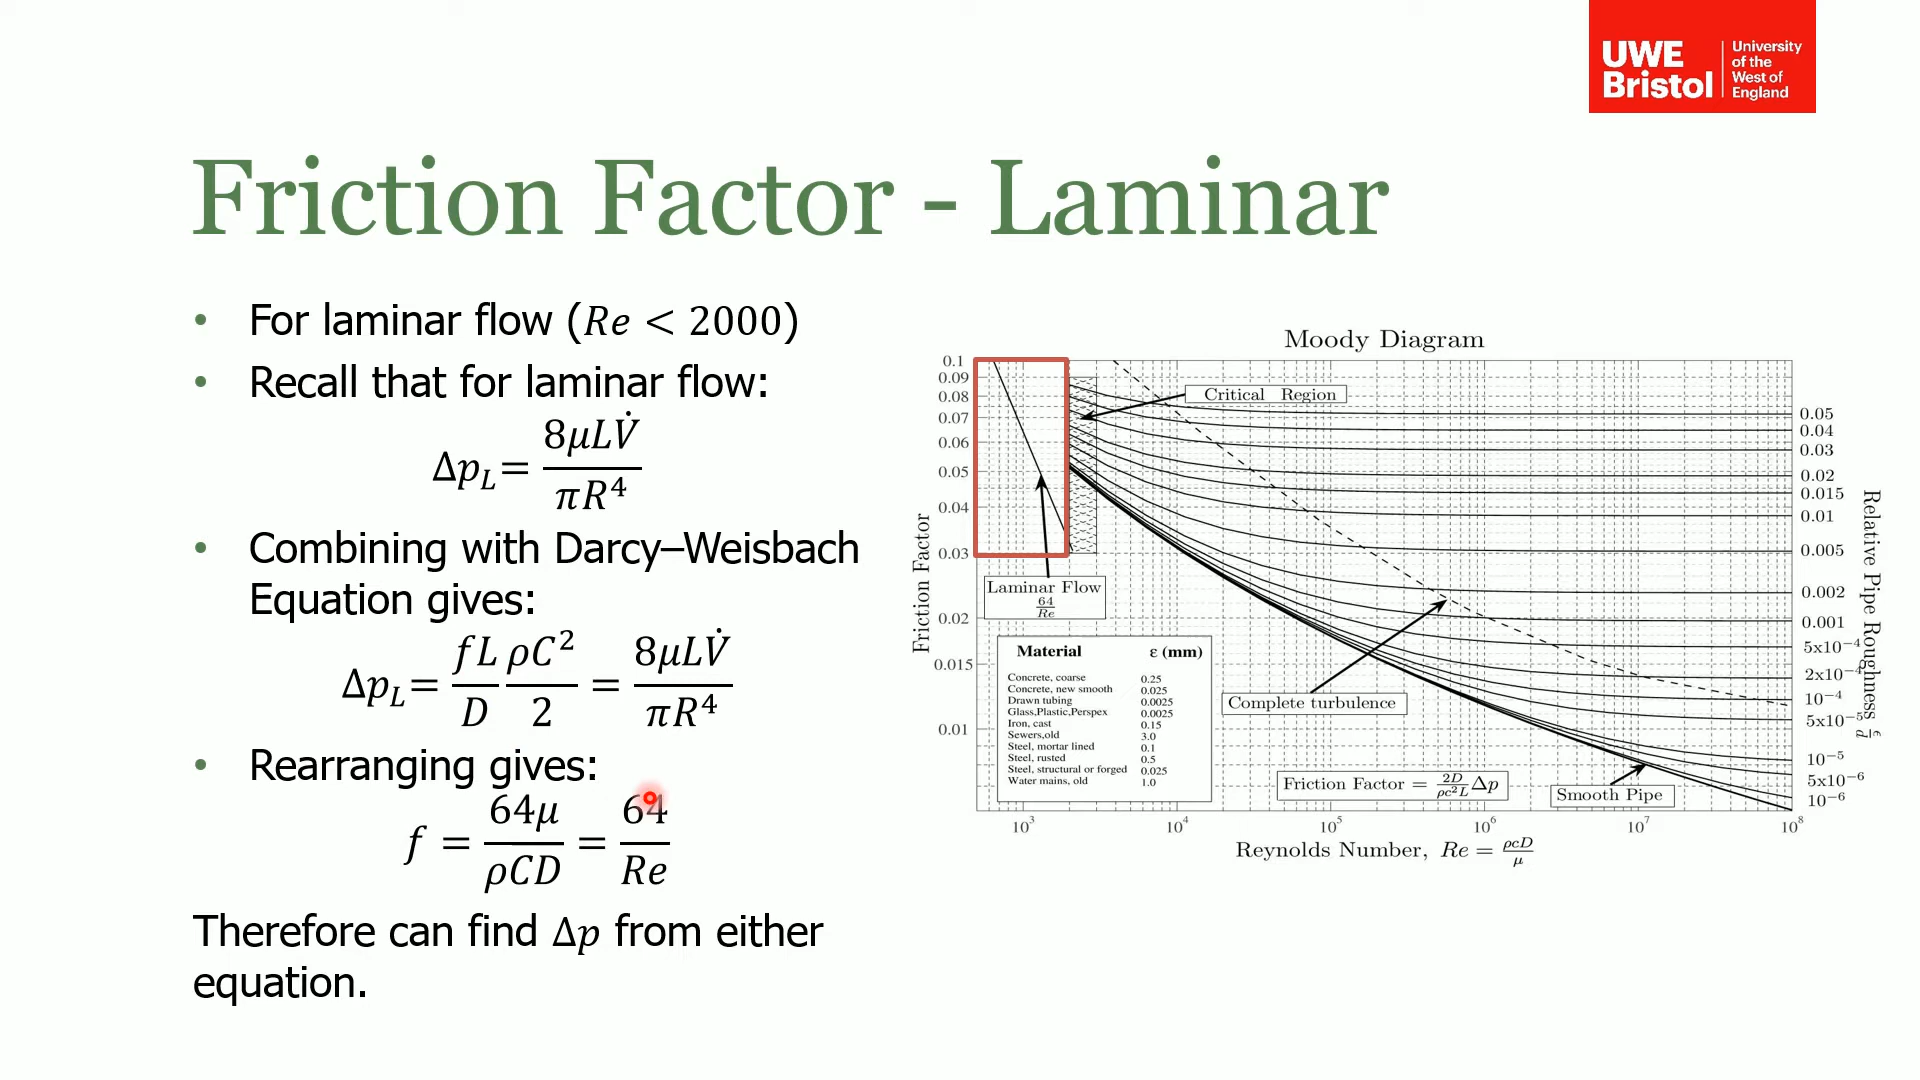 UWE Bristol
University of the West of England
Friction Factor - Laminar
• For laminar flow (Re < 2000)
• Recall that for laminar flow:
Δp_L = 8μLV̇ / πR⁴
• Combining with Darcy–Weisbach
Equation gives:
Δp_L = fL/D ρC²/2 = 8μLV̇ / πR⁴
• Rearranging gives:
f = 64μ / ρCD = 64 / Re
Therefore can find Δp from either
equation.
Moody Diagram
Friction Factor
0.1
0.09
0.08
0.07
0.06
0.05
0.04
0.03
0.02
0.015
0.01
Critical Region
Laminar Flow
64/Re
Material ε (mm)
Concrete, coarse 0.25
Concrete, new smooth 0.025
Drawn tubing 0.0025
Glass,Plastic,Perspex 0.0025
Iron, cast 0.15
Sewers,old 3.0
Steel, mortar lined 0.1
Steel, rusted 0.5
Steel, structural or forged 0.025
Water mains, old 1.0
Complete turbulence
Friction Factor = 2D/ρc²L Δp
Smooth Pipe
0.05
0.04
0.03
0.02
0.015
0.01
0.005
0.002
0.001
5x10⁻⁴
2x10⁻⁴
10⁻⁴
5x10⁻⁵
10⁻⁵
5x10⁻⁶
10⁻⁶
Relative Pipe Roughness ε/d
10³ 10⁴ 10⁵ 10⁶ 10⁷ 10⁸
Reynolds Number, Re = ρcD/μ